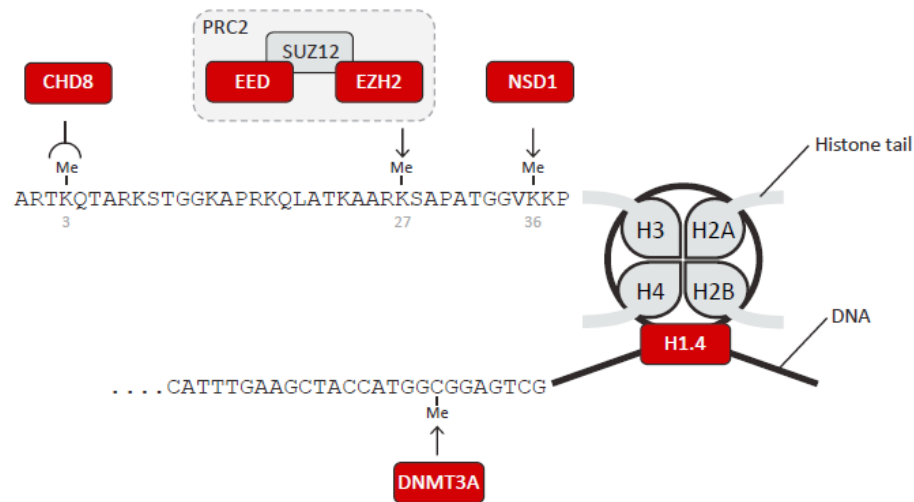 PRC2
SUZ12
CHD8
EED
EZH2
NSD1
Histone tail
Me
Me
Me
ARTKQTARKSTGGKAPRKQLATKAARKSAPATGGVKKP
3
27
36
H3
H2A
H4
H2B
DNA
H1.4
....CATTTGAAGCTACCATGGCGGAGTCG
Me
DNMT3A